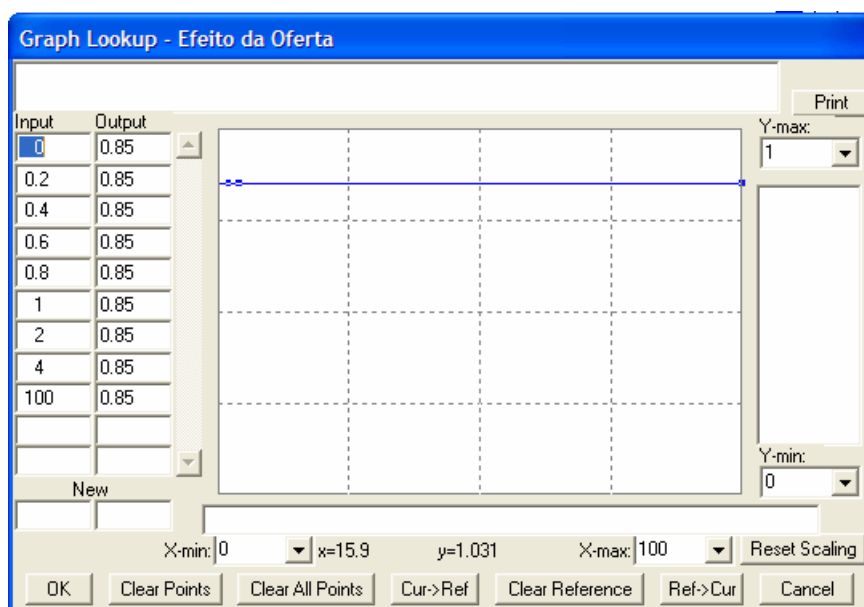 Graph Lookup - Efeito da Oferta
Print
Input Output
0 0.85
0.2 0.85
0.4 0.85
0.6 0.85
0.8 0.85
1 0.85
2 0.85
4 0.85
100 0.85
New
Y-max:
1
Y-min:
0
X-min: 0 x=15.9 y=1.031 X-max: 100 Reset Scaling
OK Clear Points Clear All Points Cur->Ref Clear Reference Ref->Cur Cancel